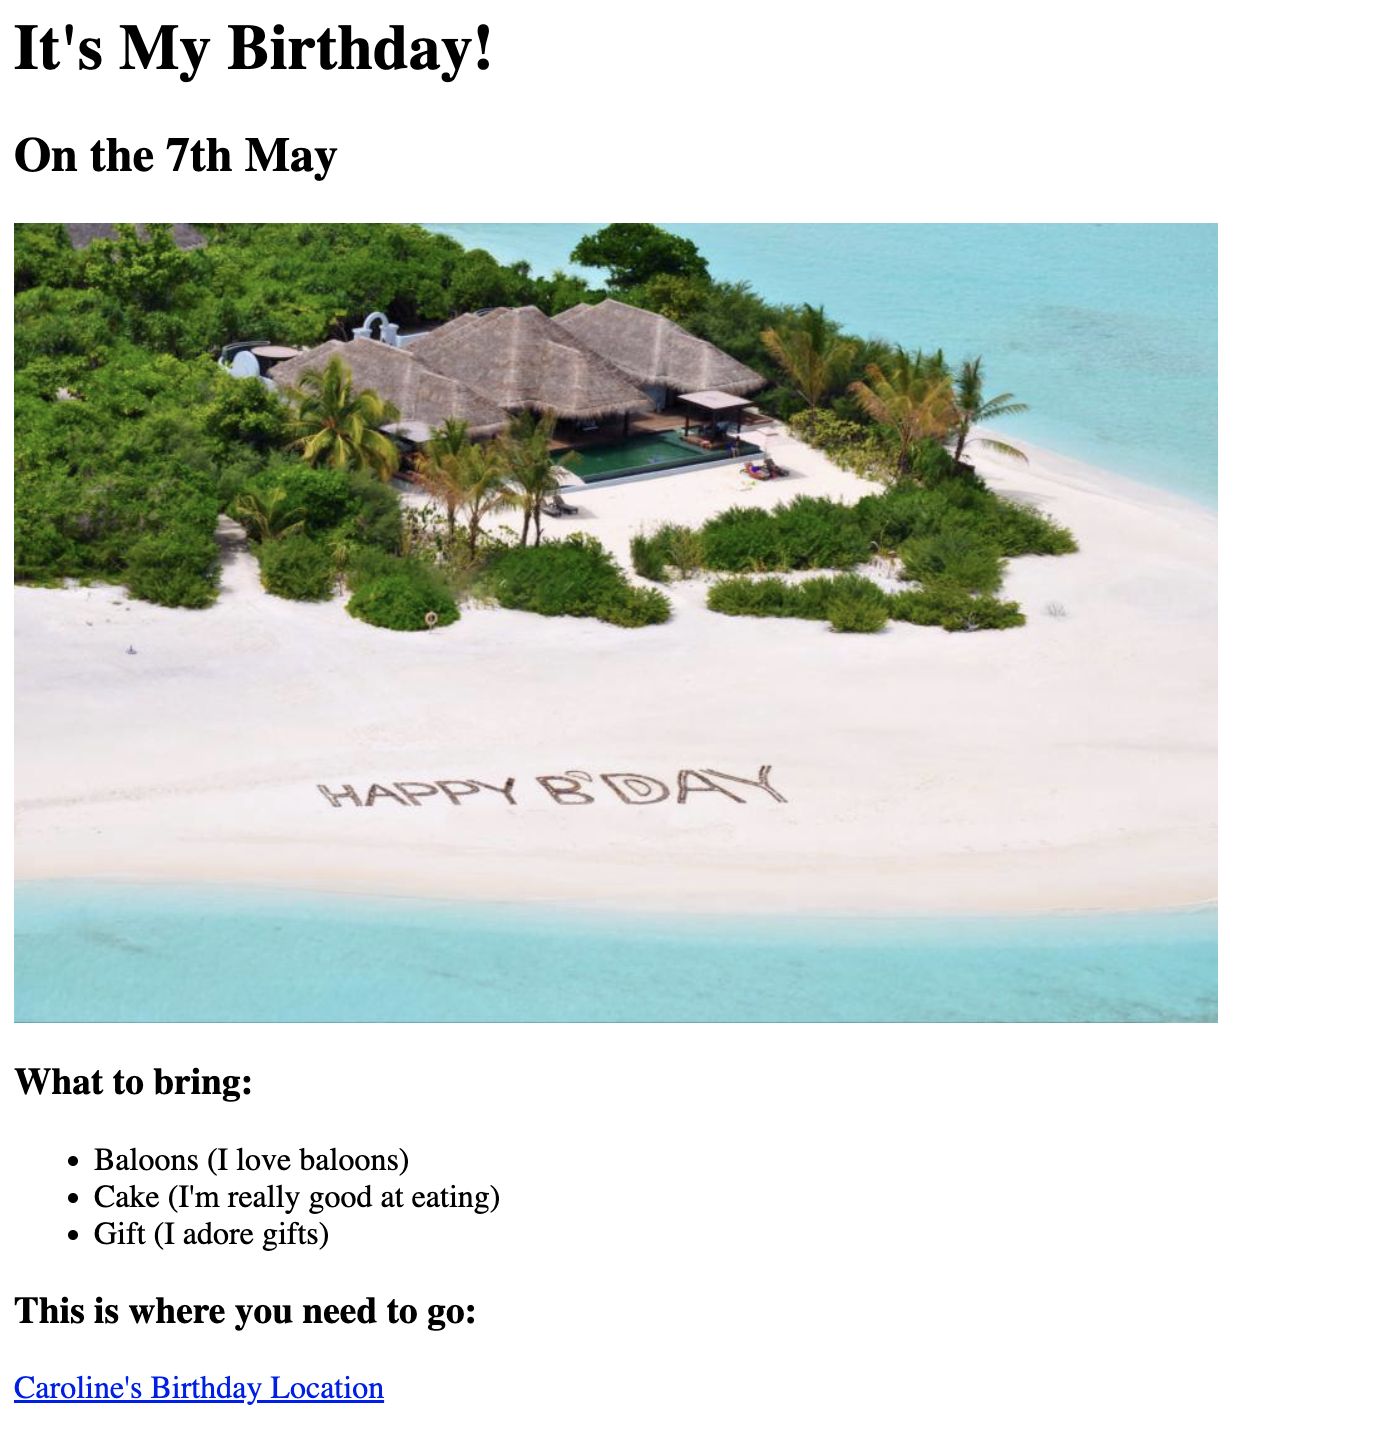 It's My Birthday!
On the 7th May
HAPPY B'DAY
What to bring:
Baloons (I love baloons)
Cake (I'm really good at eating)
Gift (I adore gifts)
This is where you need to go:
Caroline's Birthday Location